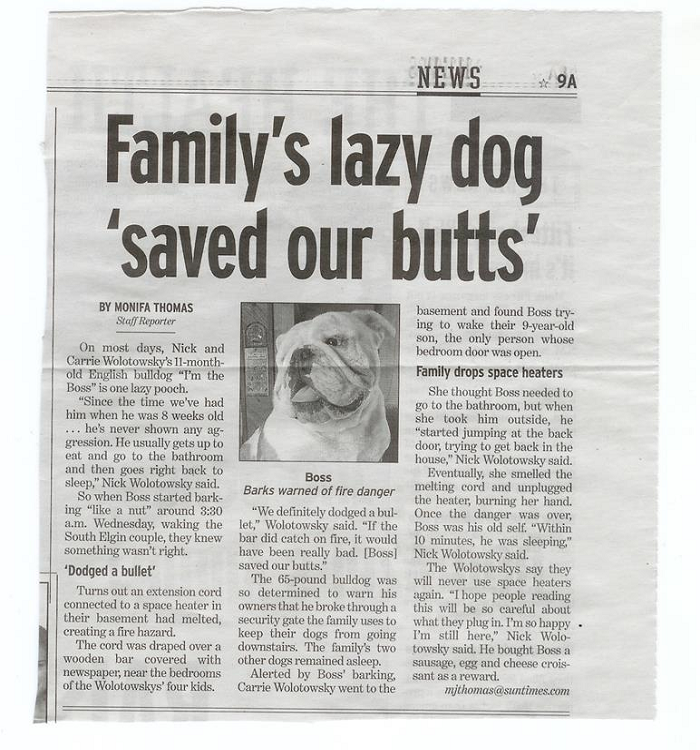 NEWS
☆ 9A
Family's lazy dog
'saved our butts'
BY MONIFA THOMAS
Staff Reporter
On most days, Nick and
Carrie Wolotowsky's 11-month-
old English bulldog "I'm the
Boss" is one lazy pooch.
"Since the time we've had
him when he was 8 weeks old
. . . he's never shown any ag-
gression. He usually gets up to
eat and go to the bathroom
and then goes right back to
sleep," Nick Wolotowsky said.
So when Boss started bark-
ing "like a nut" around 3:30
a.m. Wednesday, waking the
South Elgin couple, they knew
something wasn't right.
'Dodged a bullet'
Turns out an extension cord
connected to a space heater in
their basement had melted,
creating a fire hazard.
The cord was draped over a
wooden bar covered with
newspaper, near the bedrooms
of the Wolotowskys' four kids.
Boss
Barks warned of fire danger
"We definitely dodged a bul-
let," Wolotowsky said. "If the
bar did catch on fire, it would
have been really bad. [Boss]
saved our butts."
The 65-pound bulldog was
so determined to warn his
owners that he broke through a
security gate the family uses to
keep their dogs from going
downstairs. The family's two
other dogs remained asleep.
Alerted by Boss' barking,
Carrie Wolotowsky went to the
basement and found Boss try-
ing to wake their 9-year-old
son, the only person whose
bedroom door was open.
Family drops space heaters
She thought Boss needed to
go to the bathroom, but when
she took him outside, he
"started jumping at the back
door, trying to get back in the
house," Nick Wolotowsky said.
Eventually, she smelled the
melting cord and unplugged
the heater, burning her hand.
Once the danger was over,
Boss was his old self. "Within
10 minutes, he was sleeping,"
Nick Wolotowsky said.
The Wolotowskys say they
will never use space heaters
again. "I hope people reading
this will be so careful about
what they plug in. I'm so happy
I'm still here," Nick Wolo-
towsky said. He bought Boss a
sausage, egg and cheese crois-
sant as a reward.
mjthomas@suntimes.com